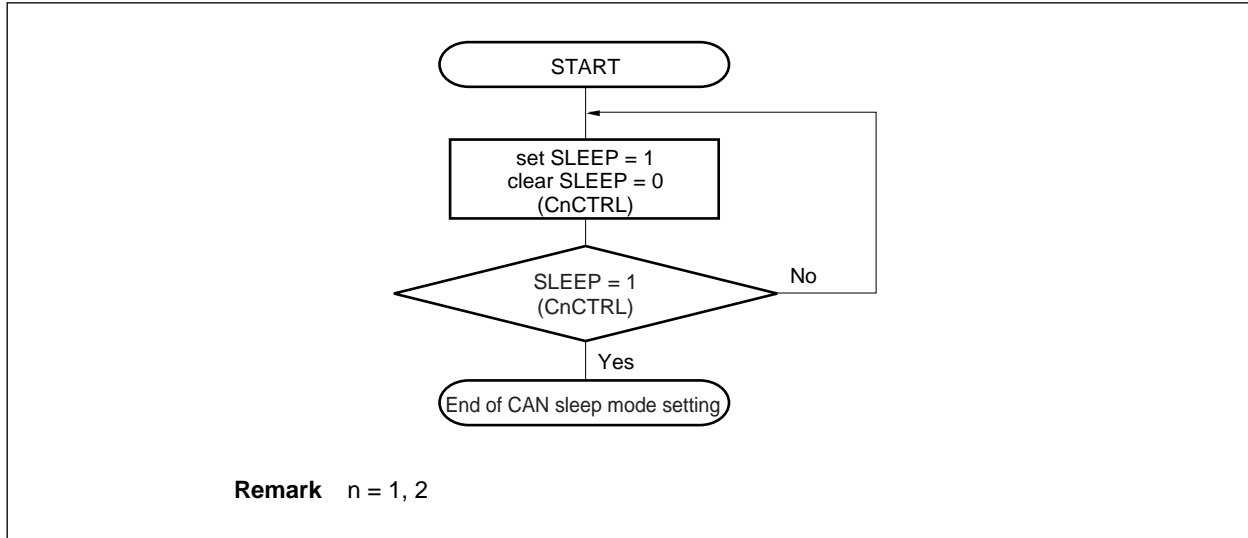 START
set SLEEP = 1
clear SLEEP = 0
(CnCTRL)
SLEEP = 1
(CnCTRL)
No
Yes
End of CAN sleep mode setting
Remark n = 1, 2